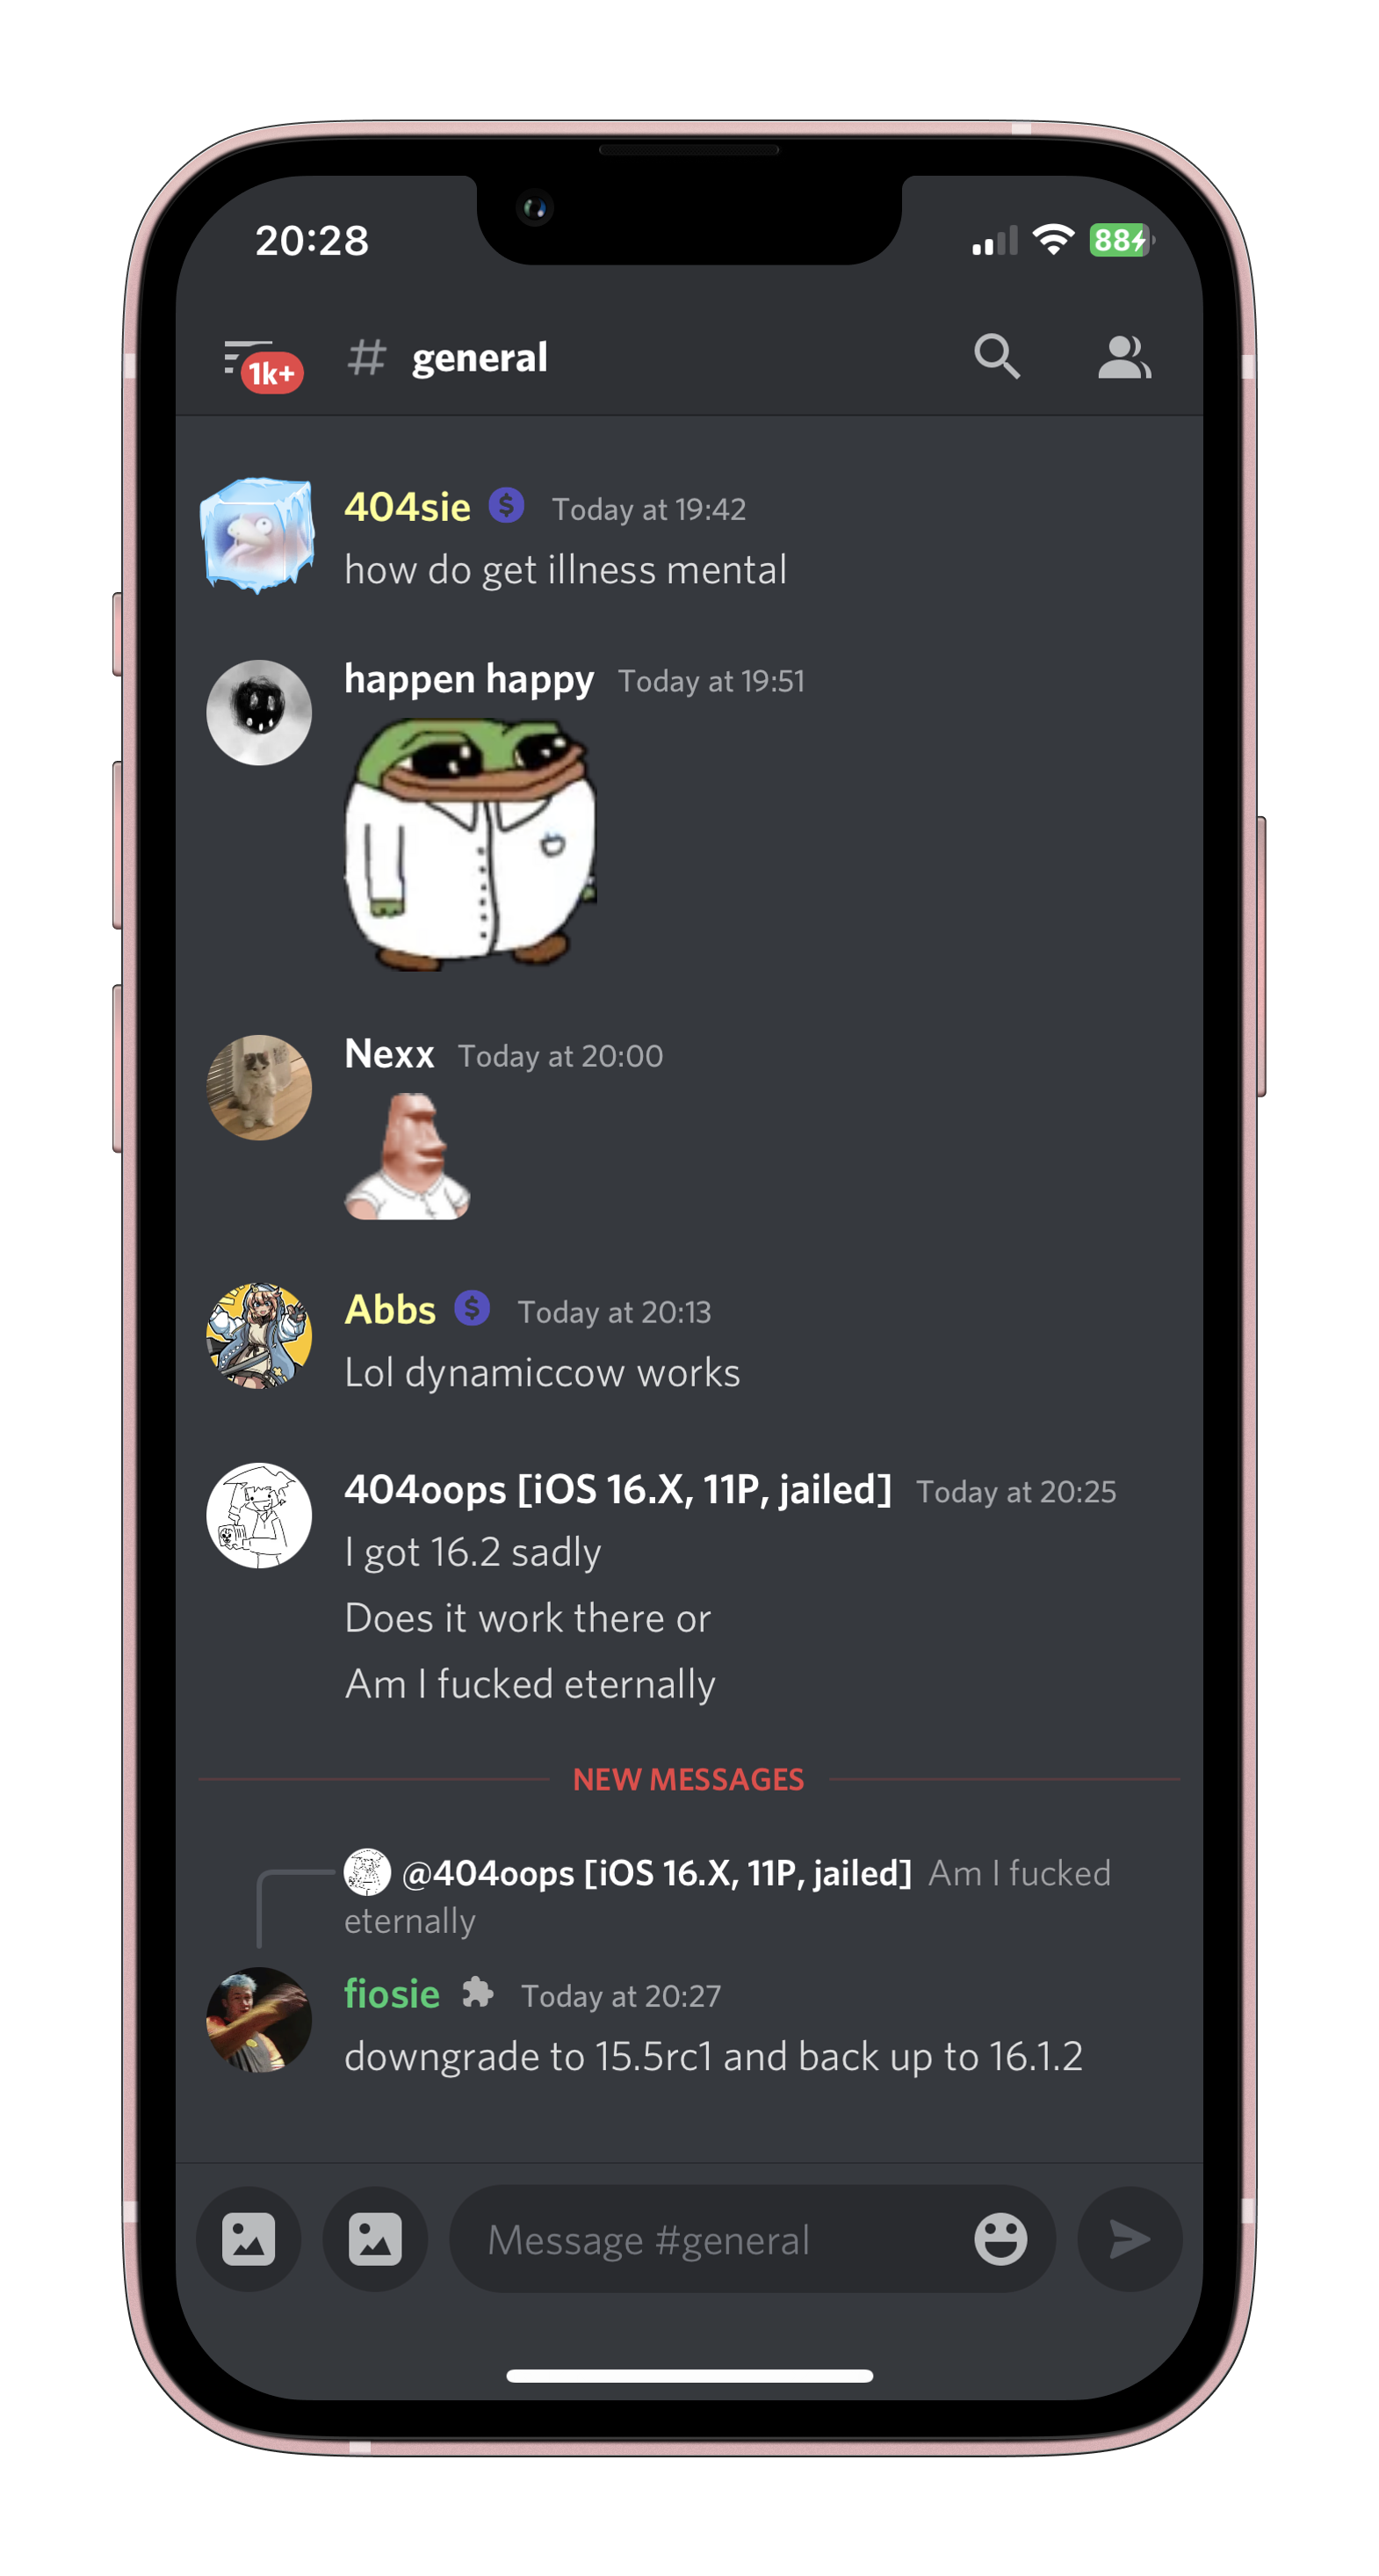 20:28
88
1k+
# general
404sie $ Today at 19:42
how do get illness mental
happen happy Today at 19:51
Nexx Today at 20:00
Abbs $ Today at 20:13
Lol dynamiccow works
404oops [iOS 16.X, 11P, jailed] Today at 20:25
I got 16.2 sadly
Does it work there or
Am I fucked eternally
NEW MESSAGES
@404oops [iOS 16.X, 11P, jailed] Am I fucked
eternally
fiosie Today at 20:27
downgrade to 15.5rc1 and back up to 16.1.2
Message #general